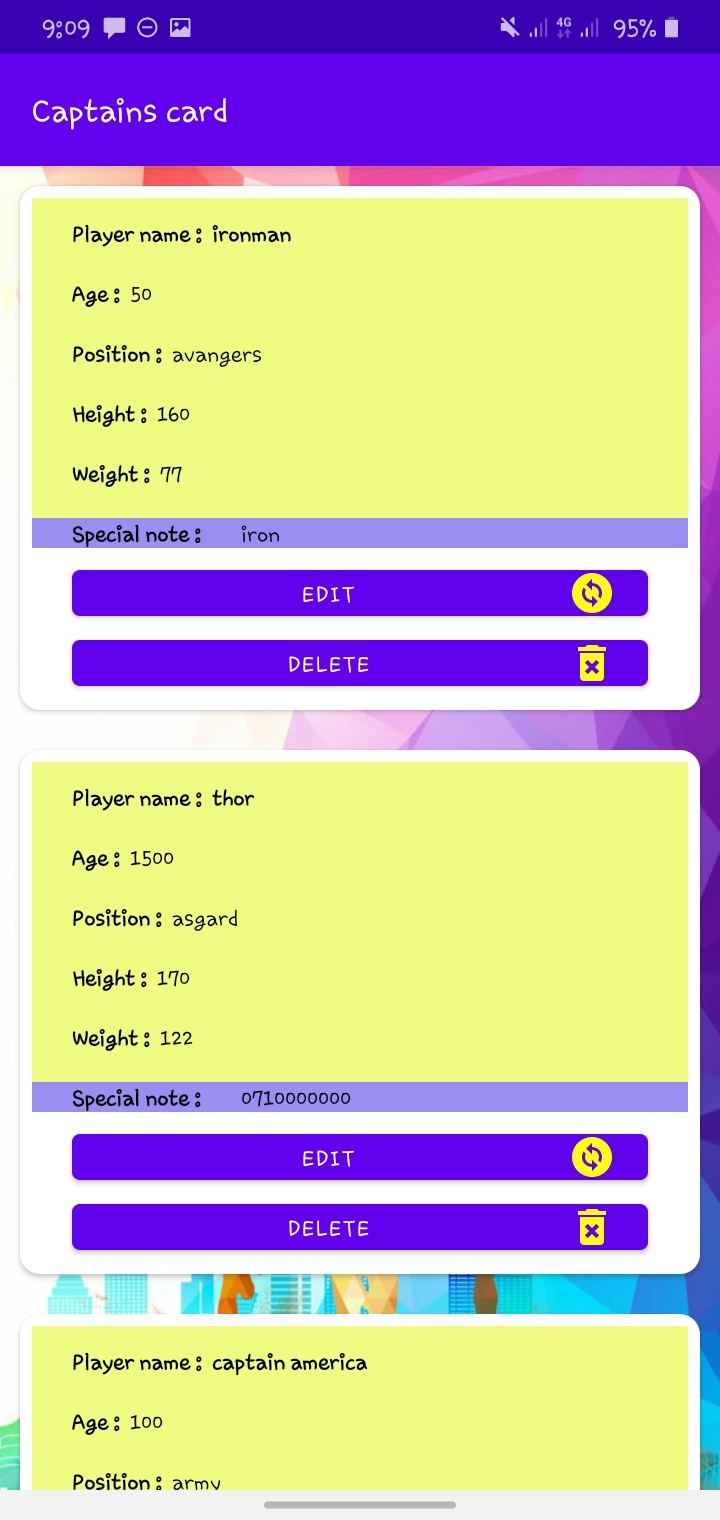 9:09 4G 95%
Captains card
Player name : ironman
Age : 50
Position : avangers
Height : 160
Weight : 77
Special note : iron
EDIT
DELETE
Player name : thor
Age : 1500
Position : asgard
Height : 170
Weight : 122
Special note : 0710000000
EDIT
DELETE
Player name : captain america
Age : 100
Position : army